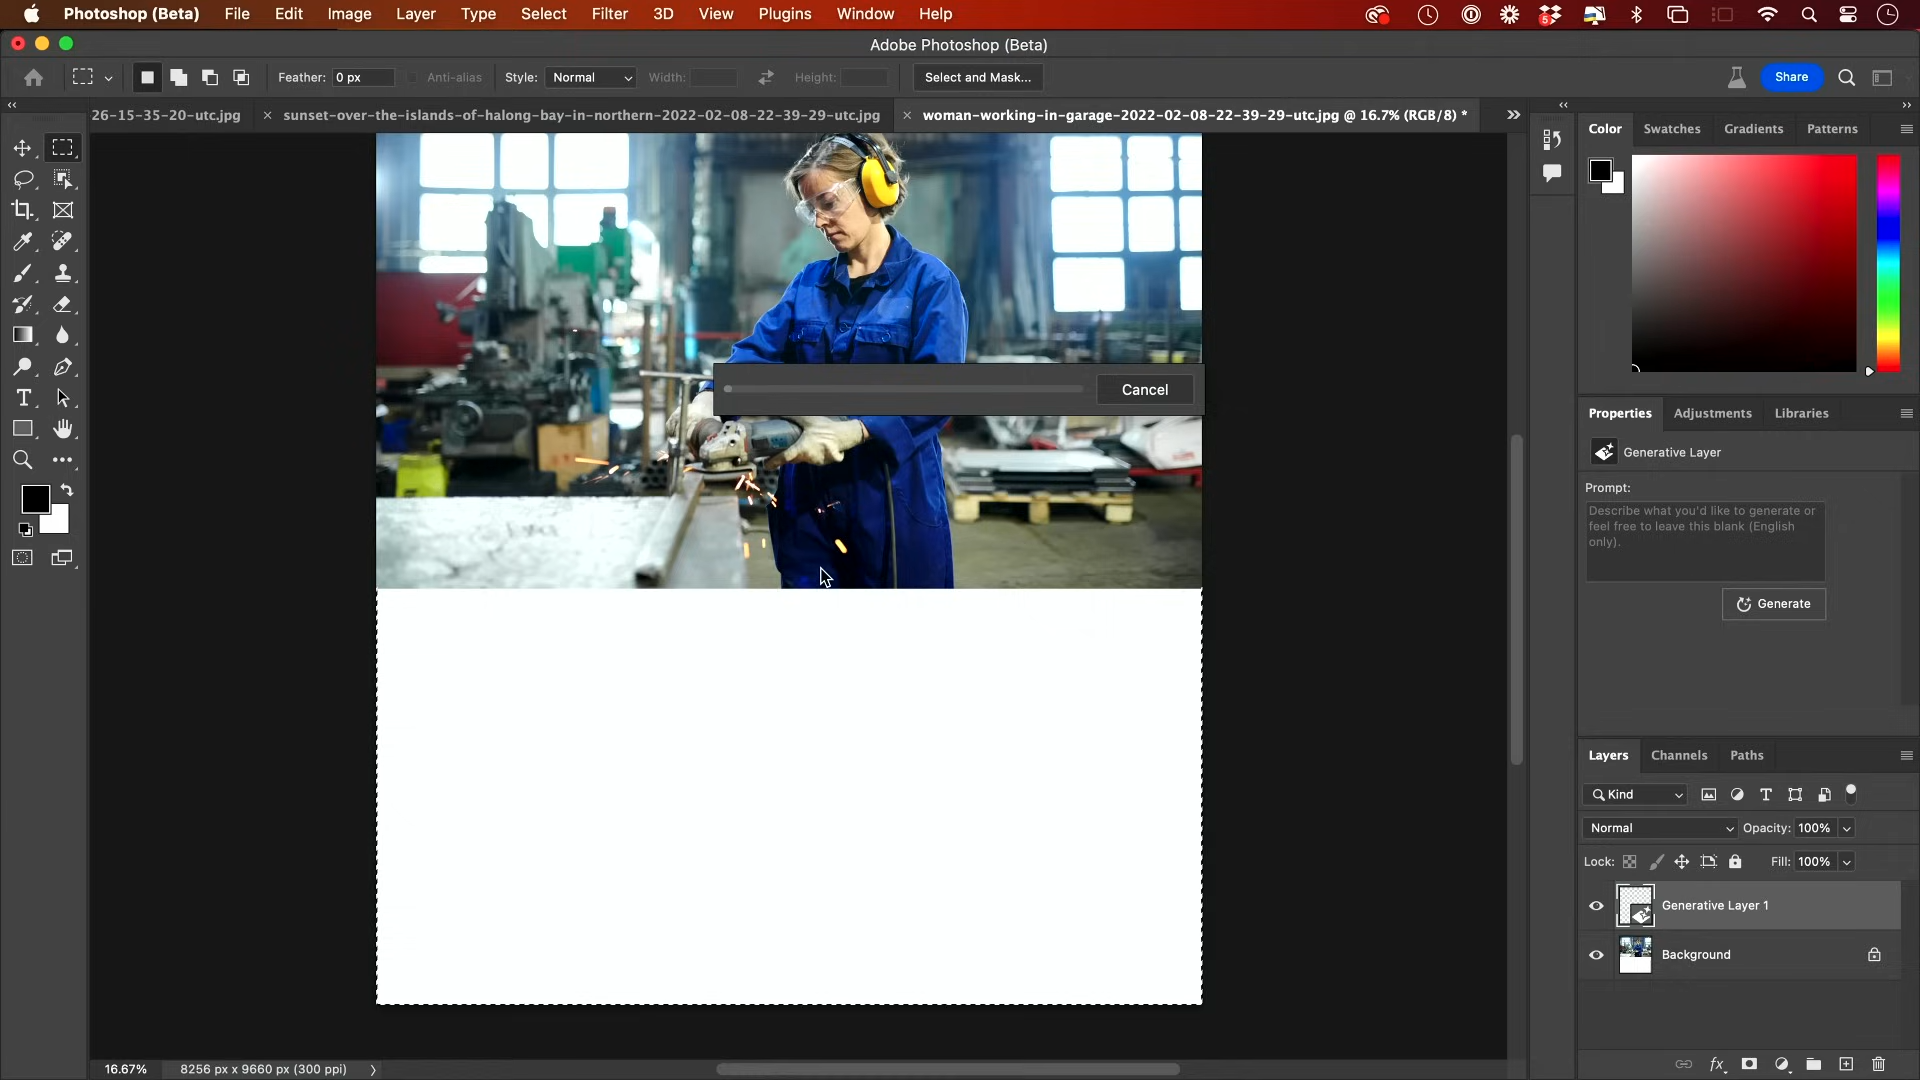 Photoshop (Beta) File Edit Image Layer Type Select Filter 3D View Plugins Window Help
5
Adobe Photoshop (Beta)
Feather: 0 px Anti-alias Style: Normal Width: Height: Select and Mask... Share
26-15-35-20-utc.jpg × sunset-over-the-islands-of-halong-bay-in-northern-2022-02-08-22-39-29-utc.jpg × woman-working-in-garage-2022-02-08-22-39-29-utc.jpg @ 16.7% (RGB/8) *
Color Swatches Gradients Patterns
Cancel
Properties Adjustments Libraries
Generative Layer
Prompt:
Describe what you'd like to generate or
feel free to leave this blank (English
only).
Generate
Layers Channels Paths
Kind
Normal Opacity: 100%
Lock: Fill: 100%
Generative Layer 1
Background
16.67% 8256 px x 9660 px (300 ppi)